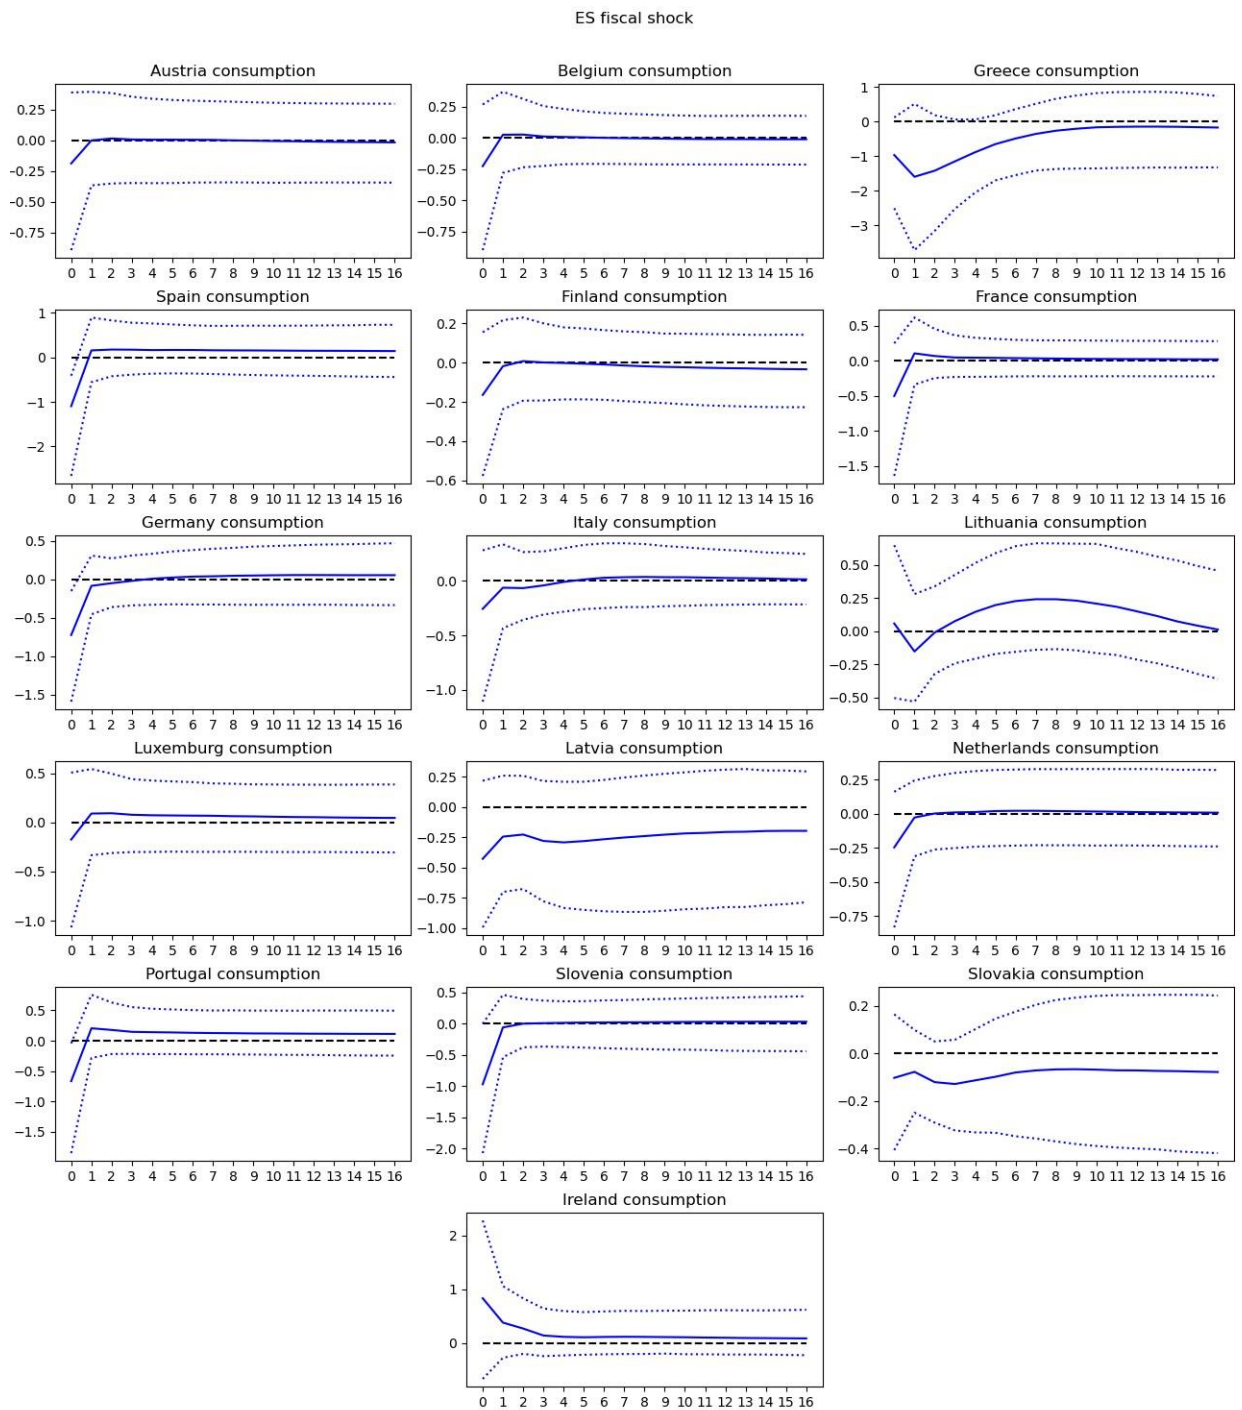 ES fiscal shock
Austria consumption
0.25
0.00
-0.25
-0.50
-0.75
0 1 2 3 4 5 6 7 8 9 10 11 12 13 14 15 16
Belgium consumption
0.25
0.00
−0.25
−0.50
−0.75
0 1 2 3 4 5 6 7 8 9 10 11 12 13 14 15 16
Greece consumption
1
0
−1
−2
−3
0 1 2 3 4 5 6 7 8 9 10 11 12 13 14 15 16
Spain consumption
1
0
−1
−2
0 1 2 3 4 5 6 7 8 9 10 11 12 13 14 15 16
Finland consumption
0.2
0.0
−0.2
−0.4
−0.6
0 1 2 3 4 5 6 7 8 9 10 11 12 13 14 15 16
France consumption
0.5
0.0
−0.5
−1.0
−1.5
0 1 2 3 4 5 6 7 8 9 10 11 12 13 14 15 16
Germany consumption
0.5
0.0
−0.5
−1.0
−1.5
0 1 2 3 4 5 6 7 8 9 10 11 12 13 14 15 16
Italy consumption
0.0
−0.5
−1.0
0 1 2 3 4 5 6 7 8 9 10 11 12 13 14 15 16
Lithuania consumption
0.50
0.25
0.00
−0.25
−0.50
0 1 2 3 4 5 6 7 8 9 10 11 12 13 14 15 16
Luxemburg consumption
0.5
0.0
−0.5
−1.0
0 1 2 3 4 5 6 7 8 9 10 11 12 13 14 15 16
Latvia consumption
0.25
0.00
−0.25
−0.50
−0.75
−1.00
0 1 2 3 4 5 6 7 8 9 10 11 12 13 14 15 16
Netherlands consumption
0.25
0.00
−0.25
−0.50
−0.75
0 1 2 3 4 5 6 7 8 9 10 11 12 13 14 15 16
Portugal consumption
0.5
0.0
−0.5
−1.0
−1.5
0 1 2 3 4 5 6 7 8 9 10 11 12 13 14 15 16
Slovenia consumption
0.5
0.0
−0.5
−1.0
−1.5
−2.0
0 1 2 3 4 5 6 7 8 9 10 11 12 13 14 15 16
Slovakia consumption
0.2
0.0
−0.2
−0.4
0 1 2 3 4 5 6 7 8 9 10 11 12 13 14 15 16
Ireland consumption
2
1
0
0 1 2 3 4 5 6 7 8 9 10 11 12 13 14 15 16